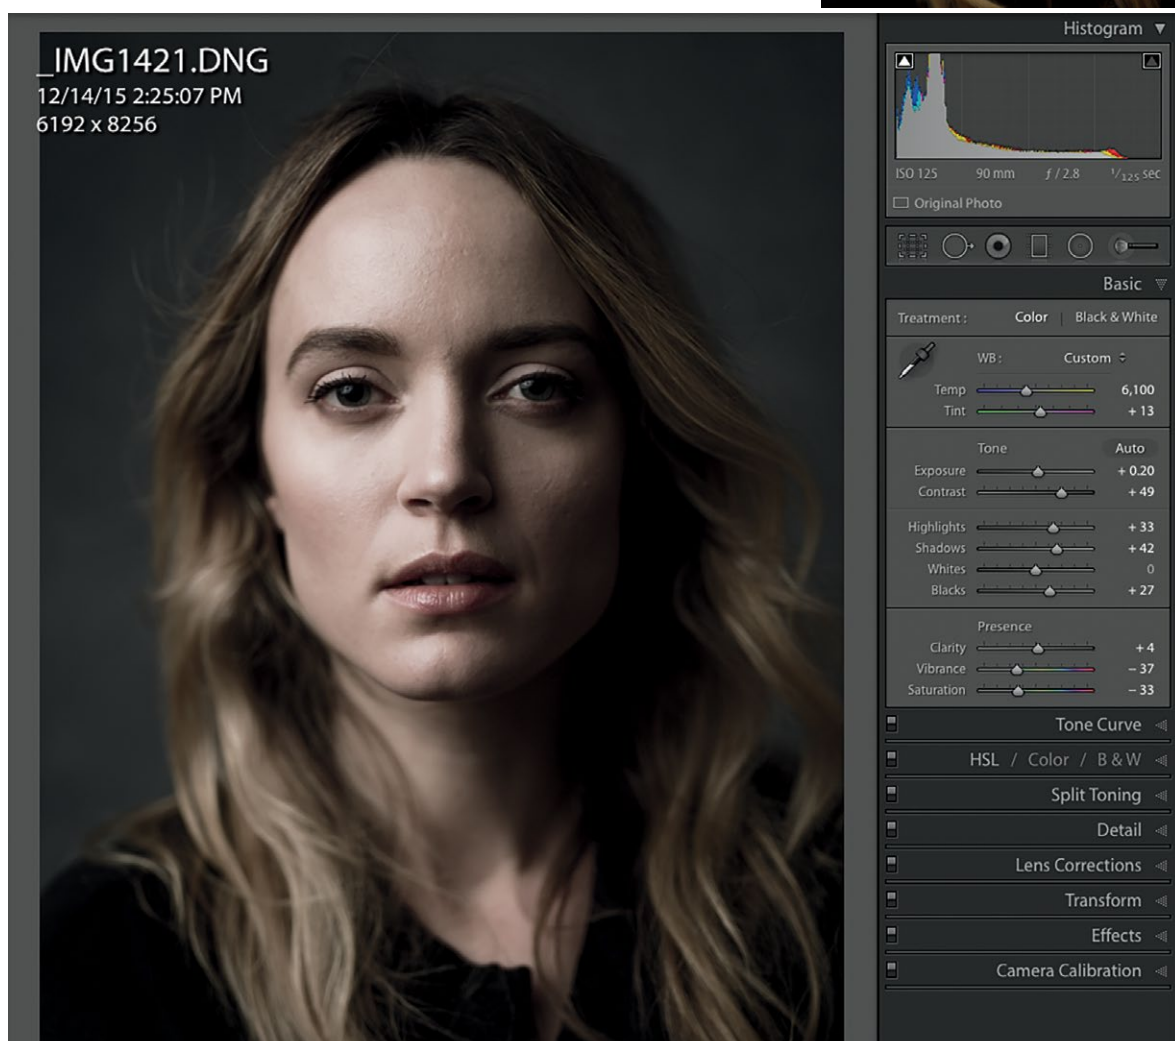 _IMG1421.DNG
12/14/15 2:25:07 PM
6192 x 8256
Histogram
ISO 125 90 mm ƒ / 2.8 1/125 sec
Original Photo
Basic
Treatment : Color | Black & White
WB : Custom
Temp 6,100
Tint + 13
Tone Auto
Exposure + 0.20
Contrast + 49
Highlights + 33
Shadows + 42
Whites 0
Blacks + 27
Presence
Clarity + 4
Vibrance – 37
Saturation – 33
Tone Curve
HSL / Color / B & W
Split Toning
Detail
Lens Corrections
Transform
Effects
Camera Calibration